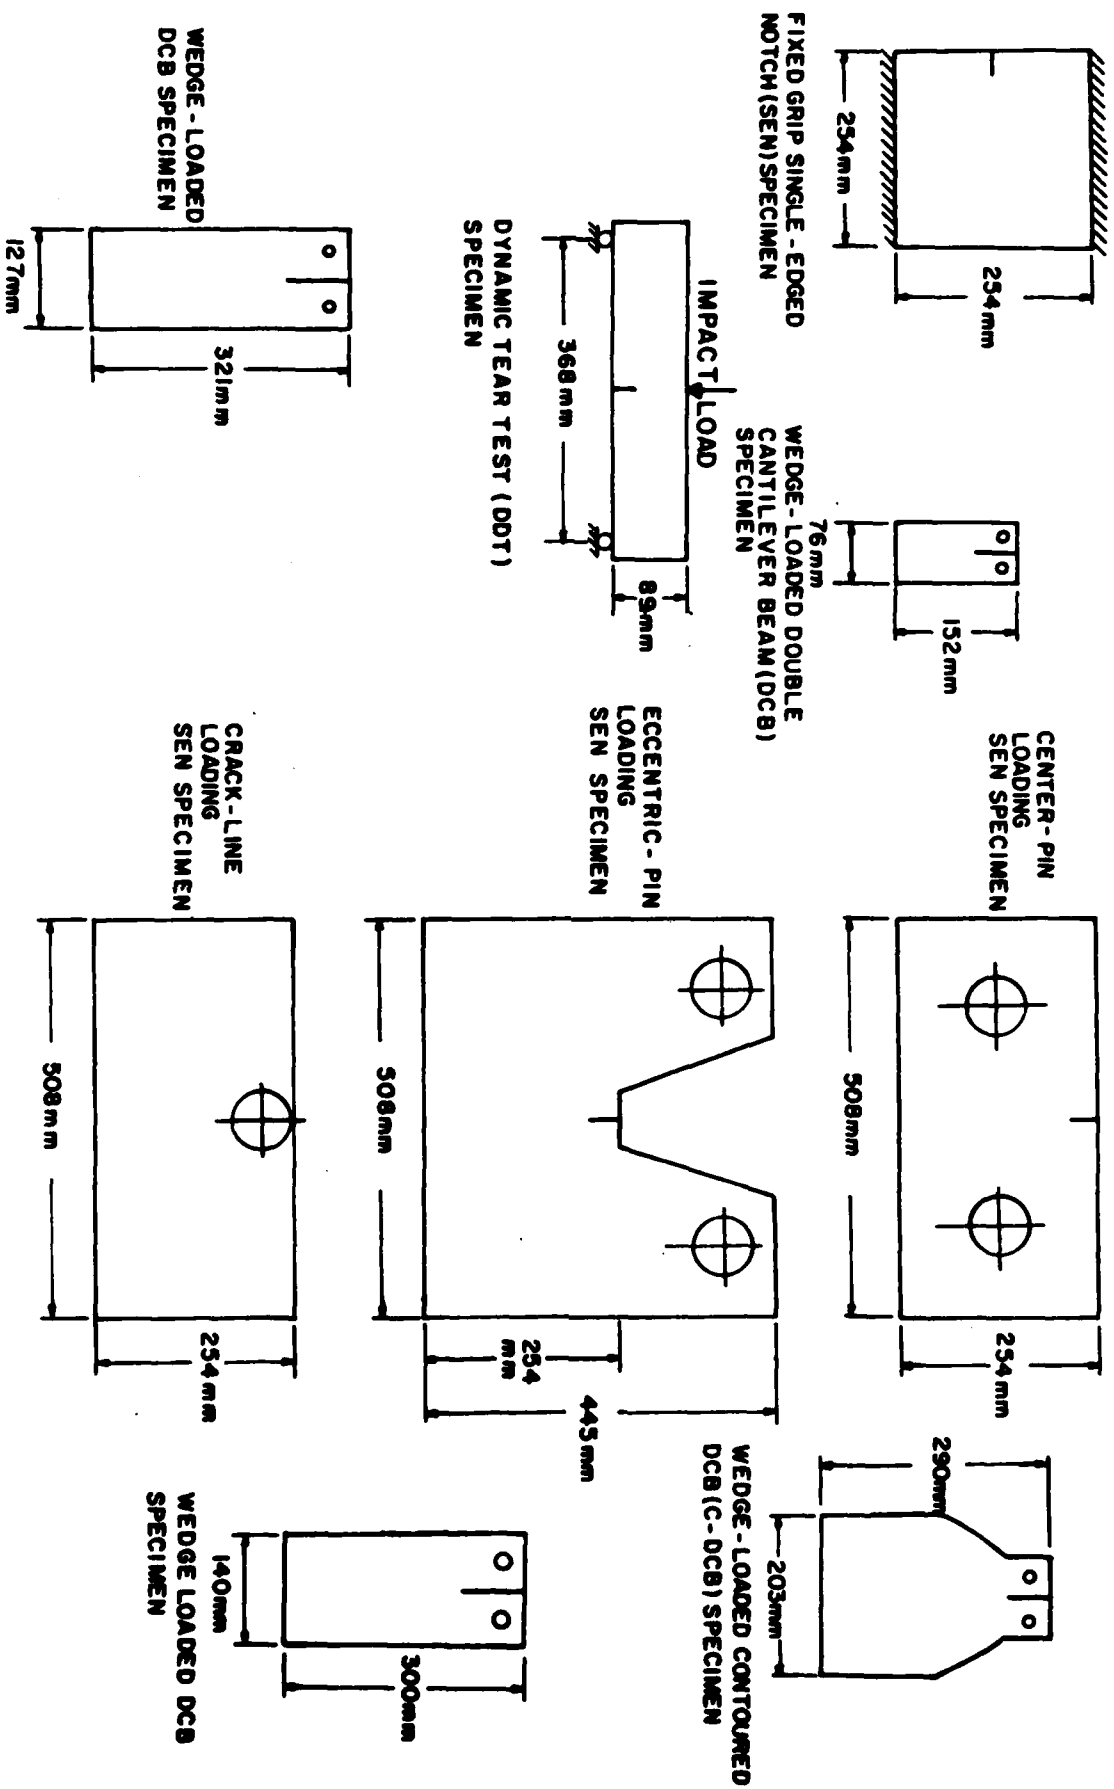 254mm
254mm
FIXED GRIP SINGLE-EDGED
NOTCH (SEN) SPECIMEN
76mm
152mm
WEDGE-LOADED DOUBLE
CANTILEVER BEAM (DCB)
SPECIMEN
CENTER-PIN
LOADING
SEN SPECIMEN
508mm
254mm
290mm
203mm
WEDGE-LOADED CONTOURED
DCB (C-DCB) SPECIMEN
IMPACT LOAD
368mm
89mm
DYNAMIC TEAR TEST (DDT)
SPECIMEN
ECCENTRIC-PIN
LOADING
SEN SPECIMEN
508mm
254
mm
445mm
WEDGE-LOADED
DCB SPECIMEN
127mm
321mm
CRACK-LINE
LOADING
SEN SPECIMEN
508mm
254mm
300mm
140mm
WEDGE LOADED DCB
SPECIMEN